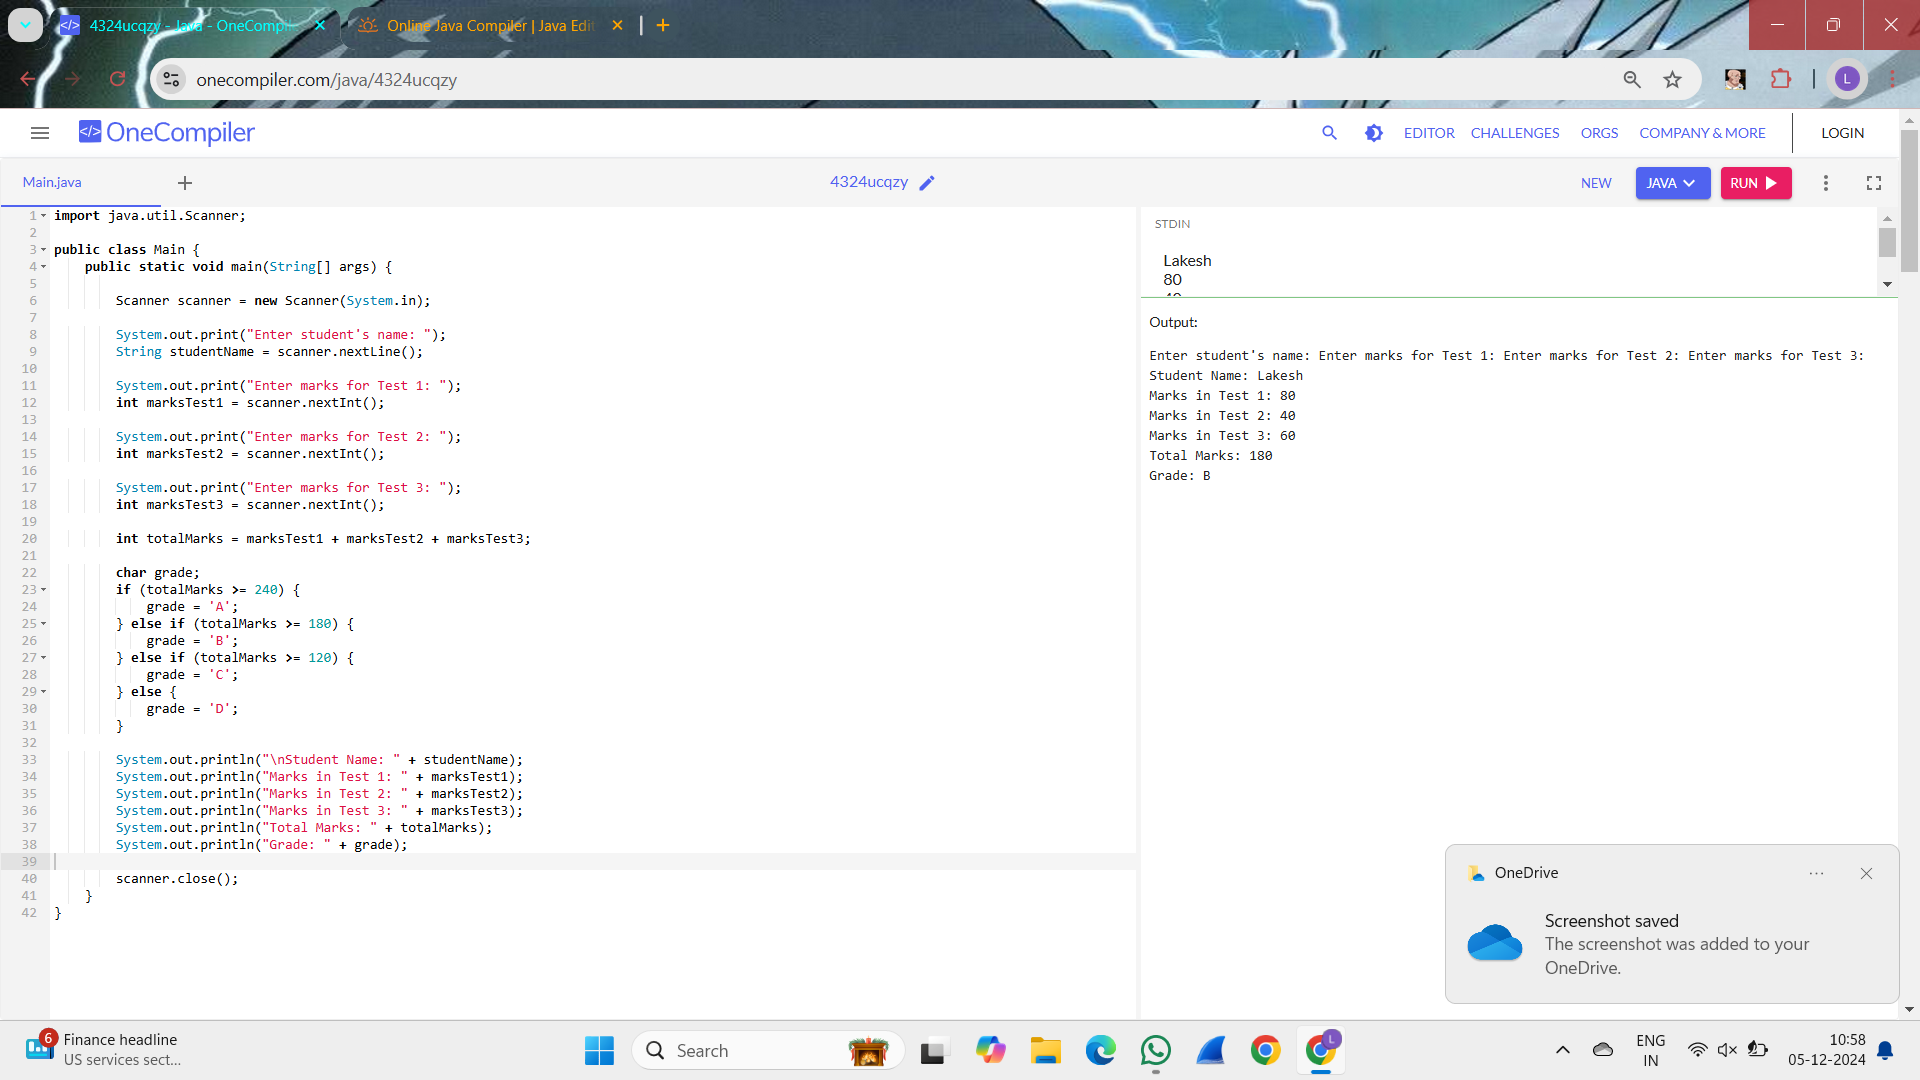 4324ucqzy - Java - OneCompil
Online Java Compiler | Java Edit
onecompiler.com/java/4324ucqzy
L
OneCompiler
EDITOR CHALLENGES ORGS COMPANY & MORE LOGIN
Main.java
4324ucqzy
NEW JAVA RUN
1 import java.util.Scanner;
2
3 public class Main {
4 public static void main(String[] args) {
5
6 Scanner scanner = new Scanner(System.in);
7
8 System.out.print("Enter student's name: ");
9 String studentName = scanner.nextLine();
10
11 System.out.print("Enter marks for Test 1: ");
12 int marksTest1 = scanner.nextInt();
13
14 System.out.print("Enter marks for Test 2: ");
15 int marksTest2 = scanner.nextInt();
16
17 System.out.print("Enter marks for Test 3: ");
18 int marksTest3 = scanner.nextInt();
19
20 int totalMarks = marksTest1 + marksTest2 + marksTest3;
21
22 char grade;
23 if (totalMarks >= 240) {
24 grade = 'A';
25 } else if (totalMarks >= 180) {
26 grade = 'B';
27 } else if (totalMarks >= 120) {
28 grade = 'C';
29 } else {
30 grade = 'D';
31 }
32
33 System.out.println("\nStudent Name: " + studentName);
34 System.out.println("Marks in Test 1: " + marksTest1);
35 System.out.println("Marks in Test 2: " + marksTest2);
36 System.out.println("Marks in Test 3: " + marksTest3);
37 System.out.println("Total Marks: " + totalMarks);
38 System.out.println("Grade: " + grade);
39
40 scanner.close();
41 }
42 }
STDIN
Lakesh
80
Output:
Enter student's name: Enter marks for Test 1: Enter marks for Test 2: Enter marks for Test 3:
Student Name: Lakesh
Marks in Test 1: 80
Marks in Test 2: 40
Marks in Test 3: 60
Total Marks: 180
Grade: B
OneDrive
Screenshot saved
The screenshot was added to your
OneDrive.
6
Finance headline
US services sect...
Search
L
ENG
IN
10:58
05-12-2024